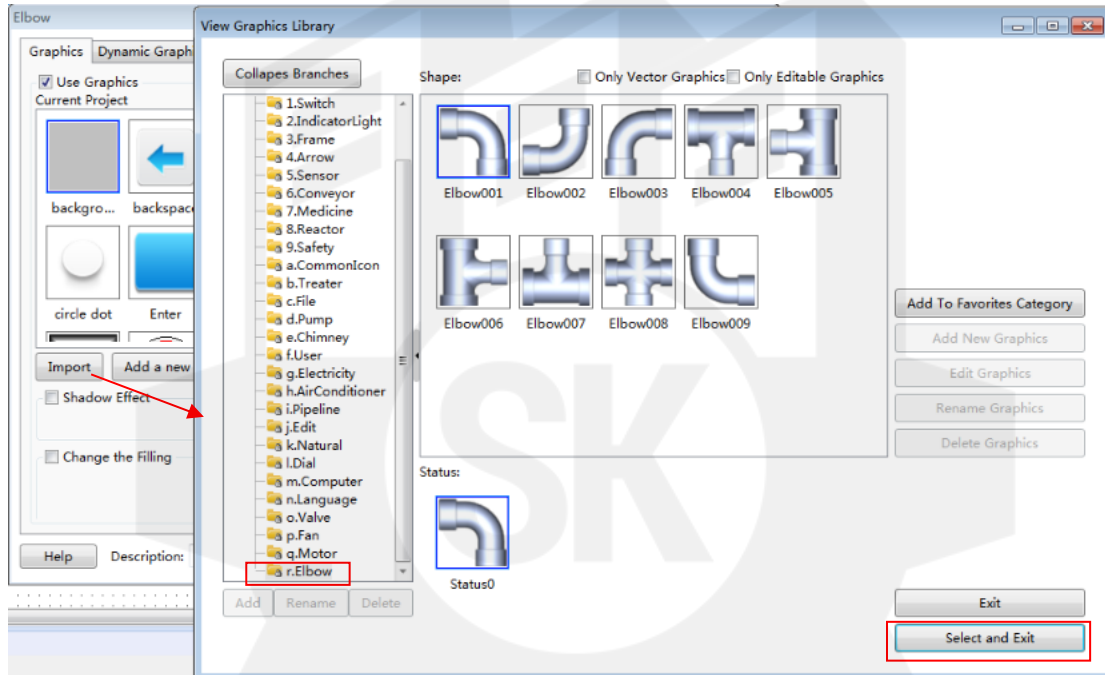 Elbow
View Graphics Library
Graphics Dynamic Graph
Use Graphics
Current Project
backgro... backspac
circle dot Enter
Import Add a new
Shadow Effect
Change the Filling
Help Description:
Collapes Branches
1.Switch
2.IndicatorLight
3.Frame
4.Arrow
5.Sensor
6.Conveyor
7.Medicine
8.Reactor
9.Safety
a.CommonIcon
b.Treater
c.File
d.Pump
e.Chimney
f.User
g.Electricity
h.AirConditioner
i.Pipeline
j.Edit
k.Natural
l.Dial
m.Computer
n.Language
o.Valve
p.Fan
q.Motor
r.Elbow
Add Rename Delete
Shape: Only Vector Graphics Only Editable Graphics
Elbow001 Elbow002 Elbow003 Elbow004 Elbow005
Elbow006 Elbow007 Elbow008 Elbow009
Status:
Status0
Add To Favorites Category
Add New Graphics
Edit Graphics
Rename Graphics
Delete Graphics
Exit
Select and Exit
SK